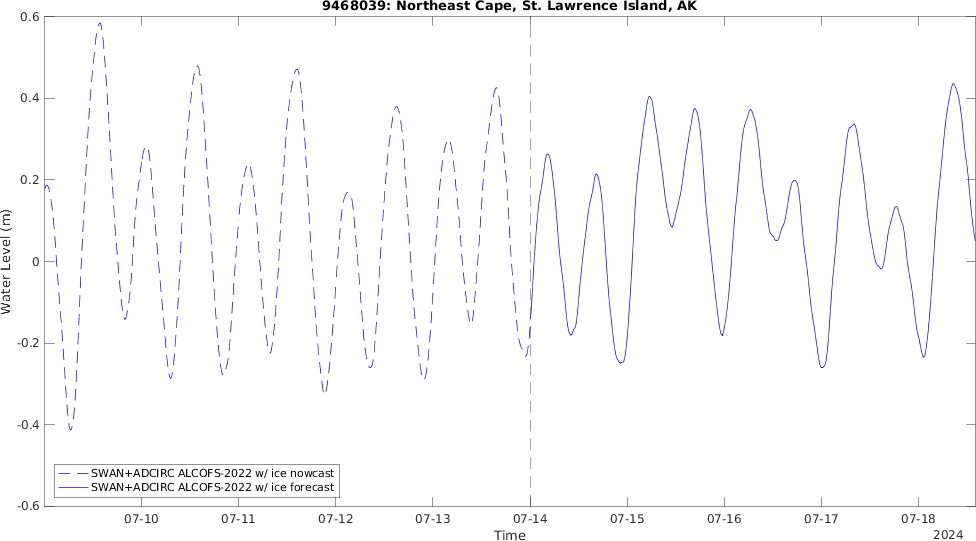 9468039: Northeast Cape, St. Lawrence Island, AK
0.6
0.4
0.2
0
-0.2
-0.4
-0.6
Water Level (m)
SWAN+ADCIRC ALCOFS-2022 w/ ice nowcast
SWAN+ADCIRC ALCOFS-2022 w/ ice forecast
07-10 07-11 07-12 07-13 07-14 07-15 07-16 07-17 07-18
Time
2024